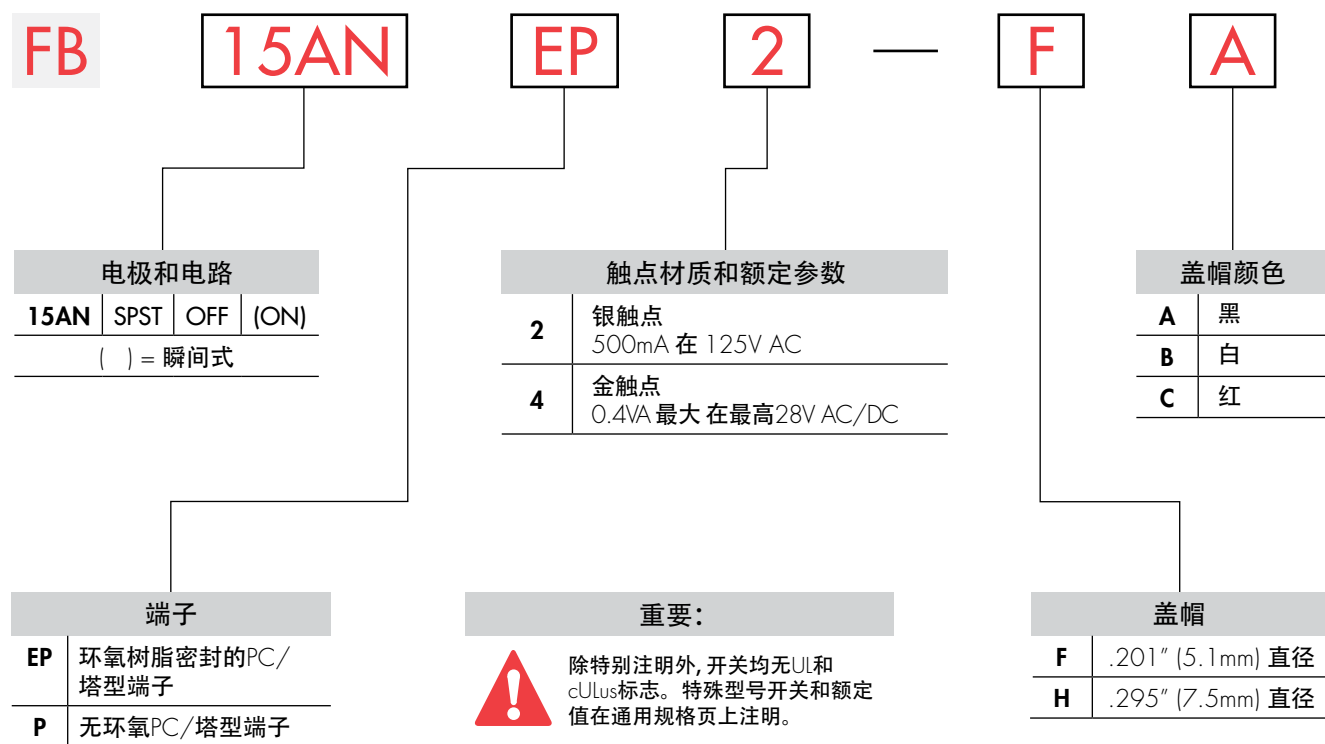 FB 15AN EP 2 — F A
电极和电路
15AN SPST OFF (ON)
( ) = 瞬间式
触点材质和额定参数
2 银触点
500mA 在 125V AC
4 金触点
0.4VA 最大 在最高28V AC/DC
盖帽颜色
A 黑
B 白
C 红
端子
EP 环氧树脂密封的PC/
塔型端子
P 无环氧PC/塔型端子
重要：
除特别注明外, 开关均无UL和
cULus标志。特殊型号开关和额定
值在通用规格页上注明。
盖帽
F .201" (5.1mm) 直径
H .295" (7.5mm) 直径